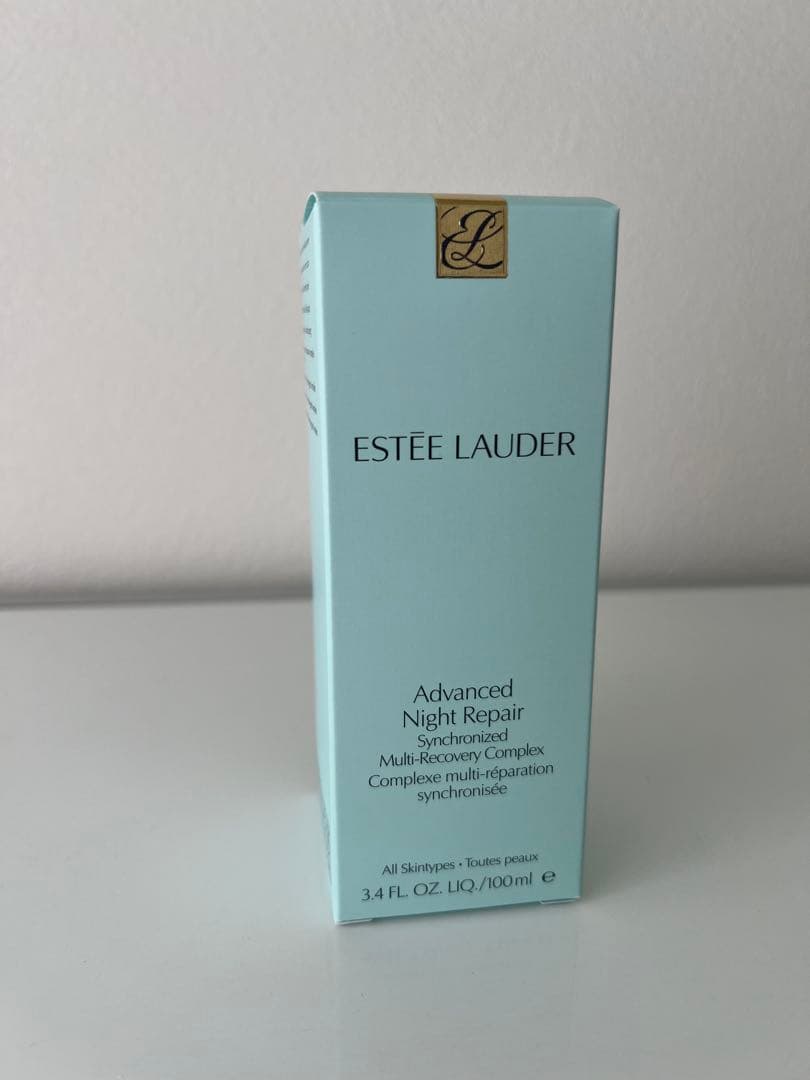 EL
ESTĒE LAUDER
Advanced
Night Repair
Synchronized
Multi-Recovery Complex
Complexe multi-réparation
synchronisée
All Skintypes • Toutes peaux
3.4 FL. OZ. LIQ./100 ml ℮